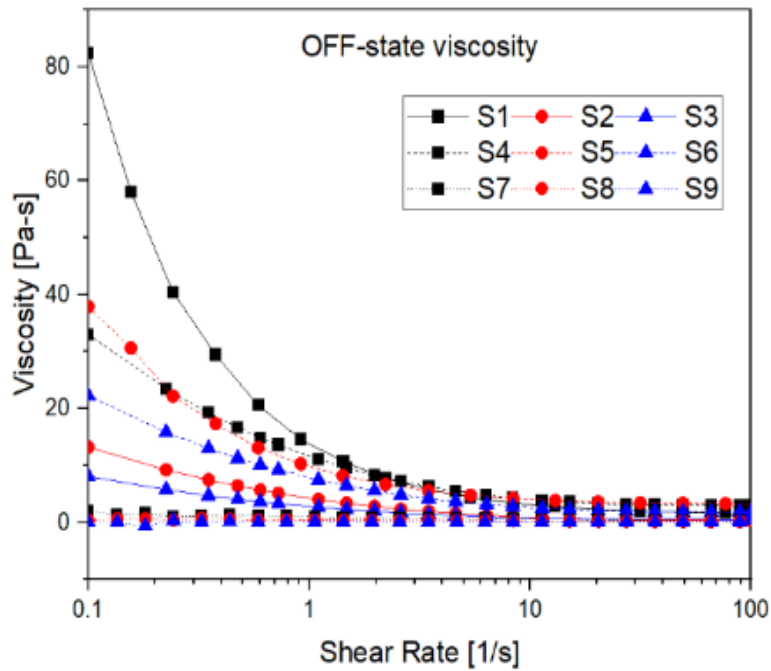 OFF-state viscosity
80
60
40
20
0
Viscosity [Pa-s]
S1 S2 S3
S4 S5 S6
S7 S8 S9
0.1 1 10 100
Shear Rate [1/s]